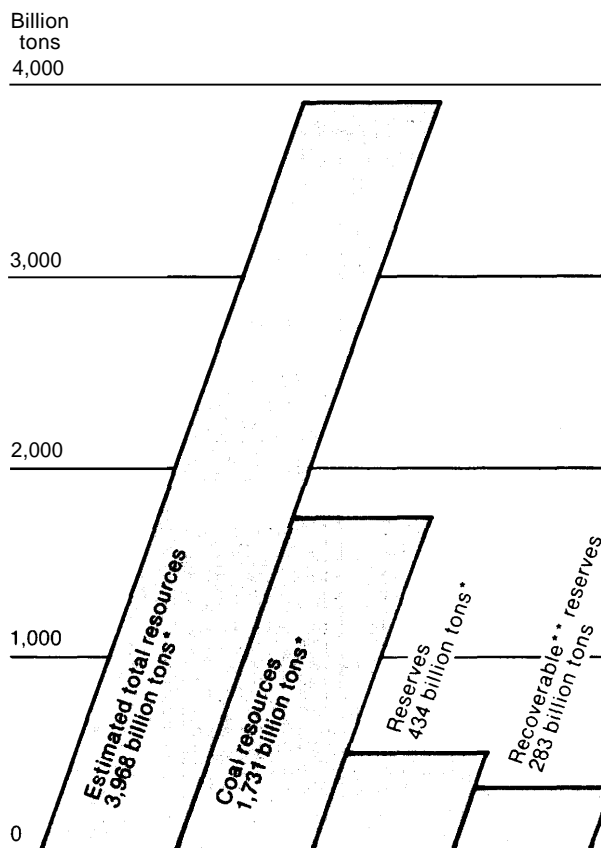 Billion
tons
4,000
3,000
2,000
1,000
0
Estimated total resources
3,968 billion tons*
Coal resources
1,731 billion tons*
Reserves
434 billion tons*
Recoverable** reserves
283 billion tons